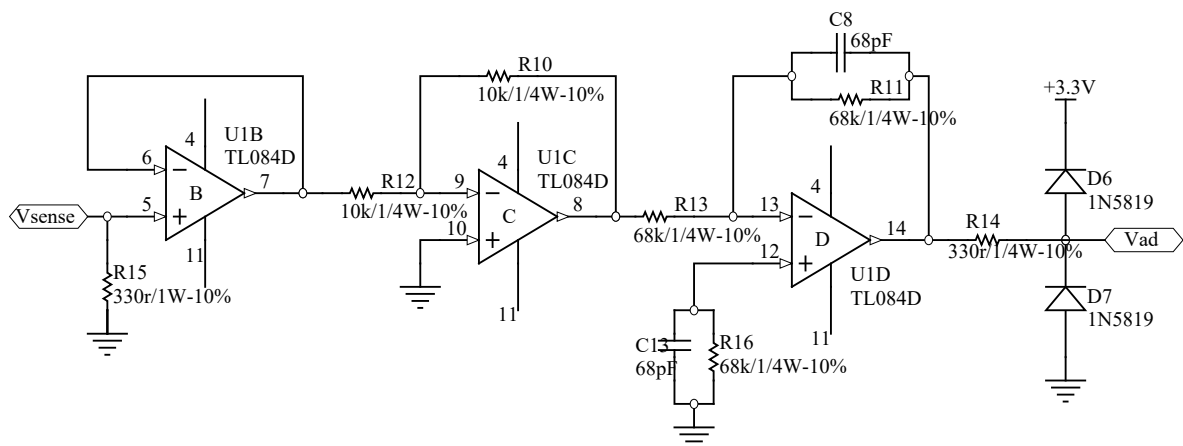 C8
68pF
R10
10k/1/4W-10%
R11
68k/1/4W-10%
+3.3V
4
U1B
TL084D
6
B
7
5
11
Vsense
R15
330r/1W-10%
R12
10k/1/4W-10%
4
U1C
TL084D
9
C
8
10
11
R13
68k/1/4W-10%
4
13
D
14
12
U1D
TL084D
11
C13
68pF
R16
68k/1/4W-10%
R14
330r/1/4W-10%
D6
1N5819
Vad
D7
1N5819